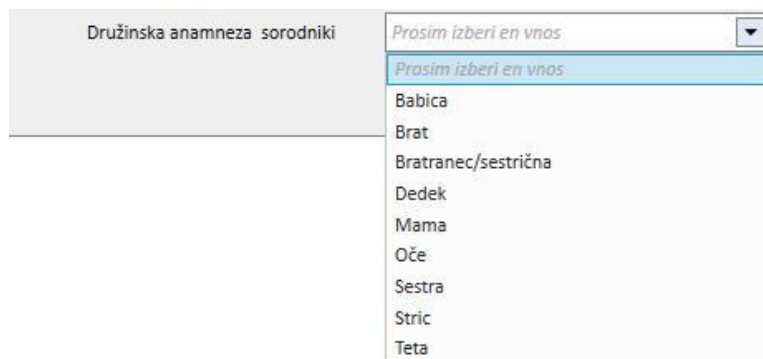 Družinska anamneza sorodniki
Prosim izberi en vnos
Prosim izberi en vnos
Babica
Brat
Bratranec/sestrična
Dedek
Mama
Oče
Sestra
Stric
Teta